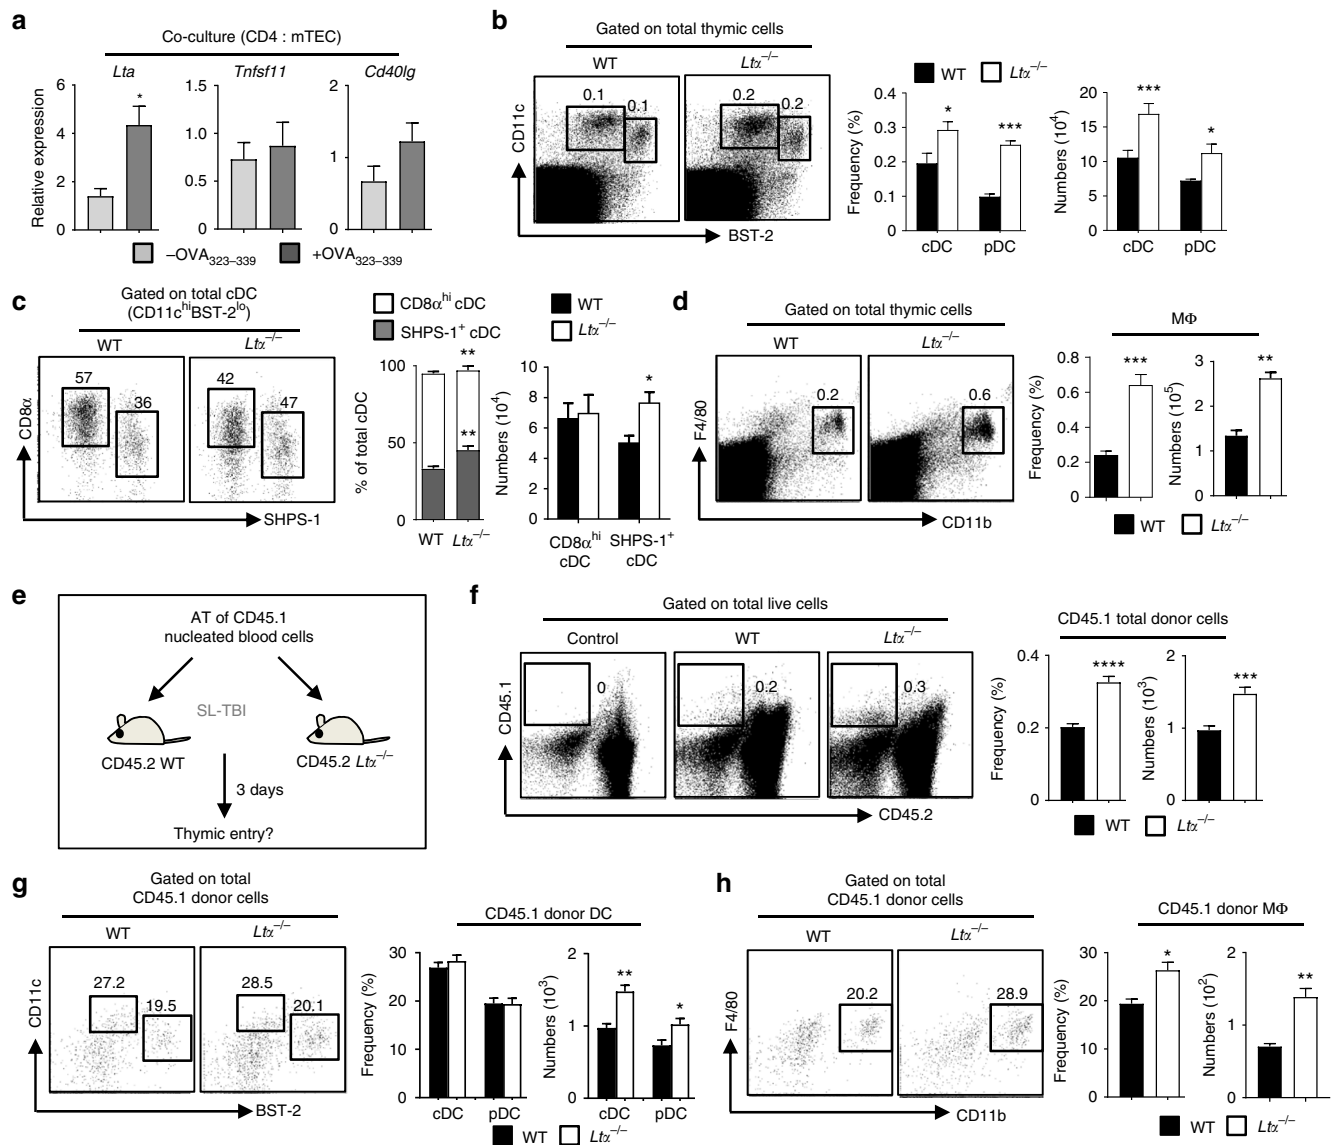 a
Co-culture (CD4 : mTEC)
Lta
Tnfsf11
Cd40lg
Relative expression
6
4
2
0
*
1.5
1.0
0.5
0
2
1
0
–OVA323–339
+OVA323–339
b
Gated on total thymic cells
WT
Ltα–/–
0.1
0.1
0.2
0.2
CD11c
BST-2
WT
Ltα–/–
Frequency (%)
0.4
0.3
0.2
0.1
0
*
***
cDC
pDC
Numbers (10⁴)
20
15
10
5
0
***
*
cDC
pDC
c
Gated on total cDC
(CD11chiBST-2lo)
WT
Ltα–/–
57
36
42
47
CD8α
SHPS-1
CD8αhi cDC
SHPS-1+ cDC
% of total cDC
100
50
0
**
**
WT
Ltα–/–
WT
Ltα–/–
Numbers (10⁴)
10
8
6
4
2
0
*
CD8αhi
cDC
SHPS-1+
cDC
d
Gated on total thymic cells
WT
Ltα–/–
0.2
0.6
F4/80
CD11b
MΦ
Frequency (%)
0.8
0.6
0.4
0.2
0
***
Numbers (10⁵)
3
2
1
0
**
WT
Ltα–/–
e
AT of CD45.1
nucleated blood cells
SL-TBI
CD45.2 WT
CD45.2 Ltα–/–
3 days
Thymic entry?
f
Gated on total live cells
Control
WT
Ltα–/–
0
0.2
0.3
CD45.1
CD45.2
CD45.1 total donor cells
Frequency (%)
0.4
0.2
0
****
Numbers (10³)
2
1
0
***
WT
Ltα–/–
g
Gated on total
CD45.1 donor cells
WT
Ltα–/–
27.2
19.5
28.5
20.1
CD11c
BST-2
CD45.1 donor DC
Frequency (%)
30
20
10
0
cDC
pDC
Numbers (10³)
2
1
0
**
*
cDC
pDC
WT
Ltα–/–
h
Gated on total
CD45.1 donor cells
WT
Ltα–/–
20.2
28.9
F4/80
CD11b
CD45.1 donor MΦ
Frequency (%)
30
20
10
0
*
Numbers (10²)
2
1
0
**
WT
Ltα–/–